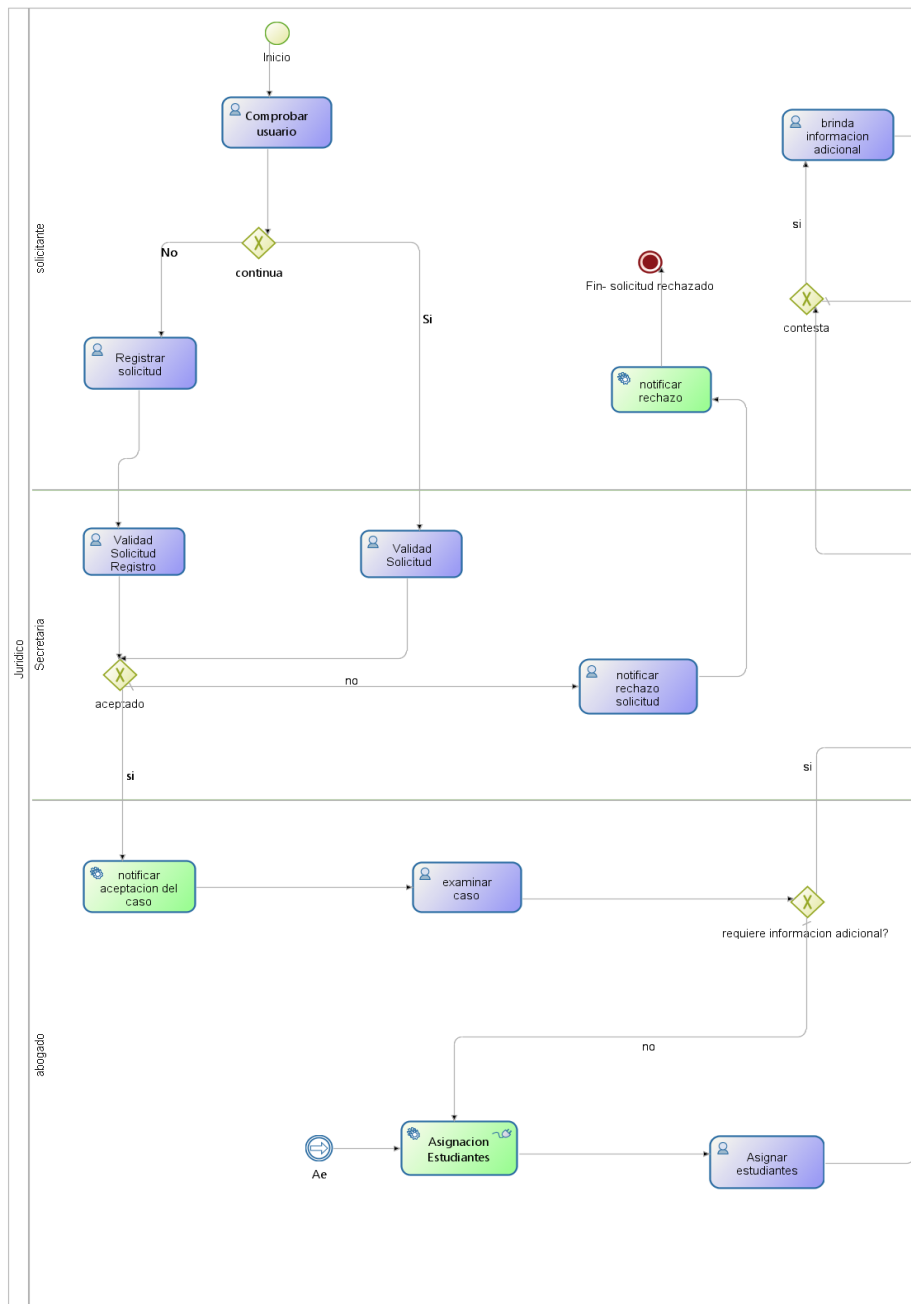 Inicio
Comprobar
usuario
brinda
informacion
adicional
solicitante
si
No
continua
Fin- solicitud rechazado
Si
contesta
Registrar
solicitud
notificar
rechazo
Validad
Solicitud
Registro
Validad
Solicitud
Juridico
Secretaria
no
notificar
rechazo
solicitud
aceptado
si
si
notificar
aceptacion del
caso
examinar
caso
requiere informacion adicional?
abogado
no
Asignacion
Estudiantes
Ae
Asignar
estudiantes